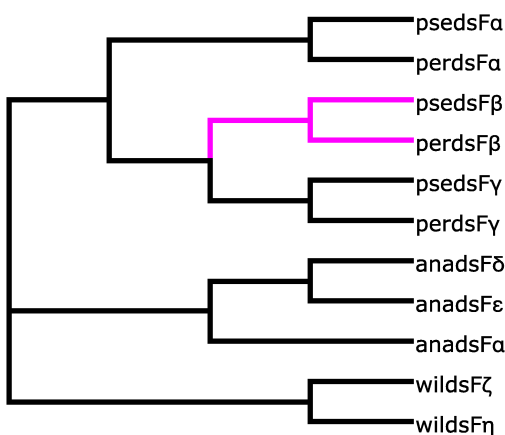 psedsFα
perdsFα
psedsFβ
perdsFβ
psedsFγ
perdsFγ
anadsFδ
anadsFε
anadsFα
wildsFζ
wildsFη